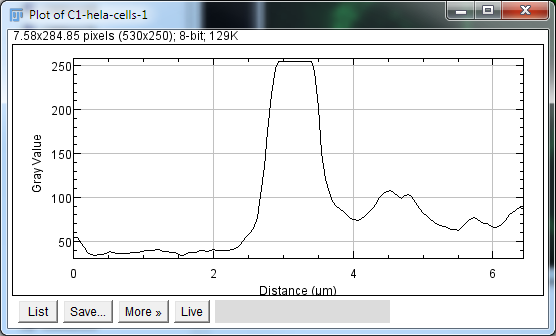 Plot of C1-hela-cells-1
7.58x284.85 pixels (530x250); 8-bit; 129K
250
200
150
100
50
Gray Value
0 2 4 6
Distance (um)
List Save... More » Live